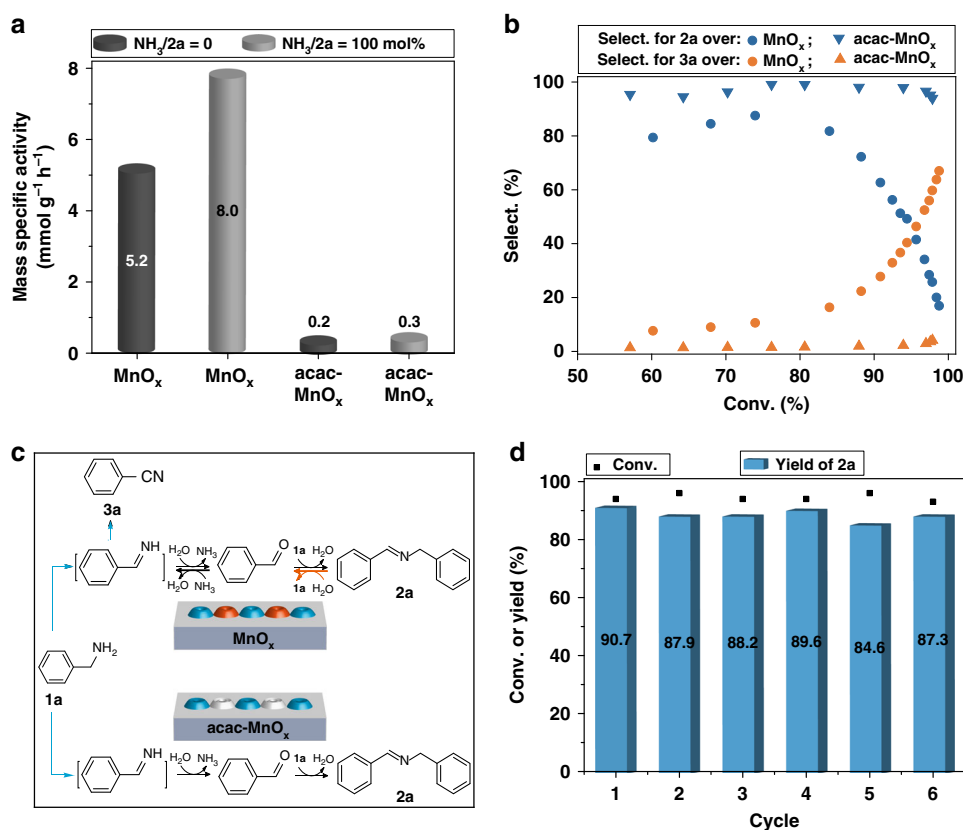 a
NH₃/2a = 0 NH₃/2a = 100 mol%
Mass specific activity
(mmol g⁻¹ h⁻¹)
8
6
4
2
0
5.2
8.0
0.2
0.3
MnOₓ MnOₓ acac-MnOₓ acac-MnOₓ
b
Select. for 2a over: MnOₓ ; acac-MnOₓ
Select. for 3a over: MnOₓ ; acac-MnOₓ
Select. (%)
100
80
60
40
20
0
50 60 70 80 90 100
Conv. (%)
c
CN
3a
NH H₂O NH₃ O 1a H₂O N
H₂O NH₃ 1a H₂O
2a
MnOₓ
NH₂
1a
acac-MnOₓ
NH H₂O NH₃ O 1a H₂O N
2a
d
Conv. Yield of 2a
Conv. or yield (%)
100
80
60
40
20
0
90.7 87.9 88.2 89.6 84.6 87.3
1 2 3 4 5 6
Cycle